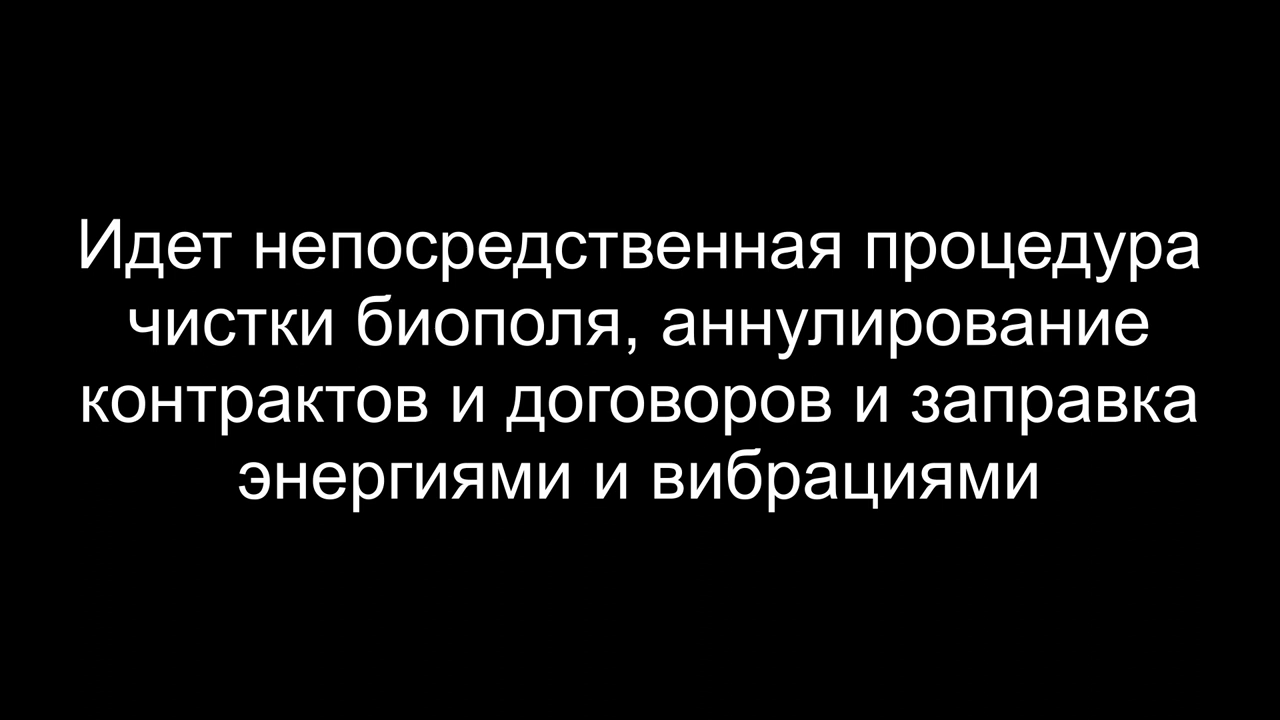 Идет непосредственная процедура
чистки биополя, аннулирование
контрактов и договоров и заправка
энергиями и вибрациями